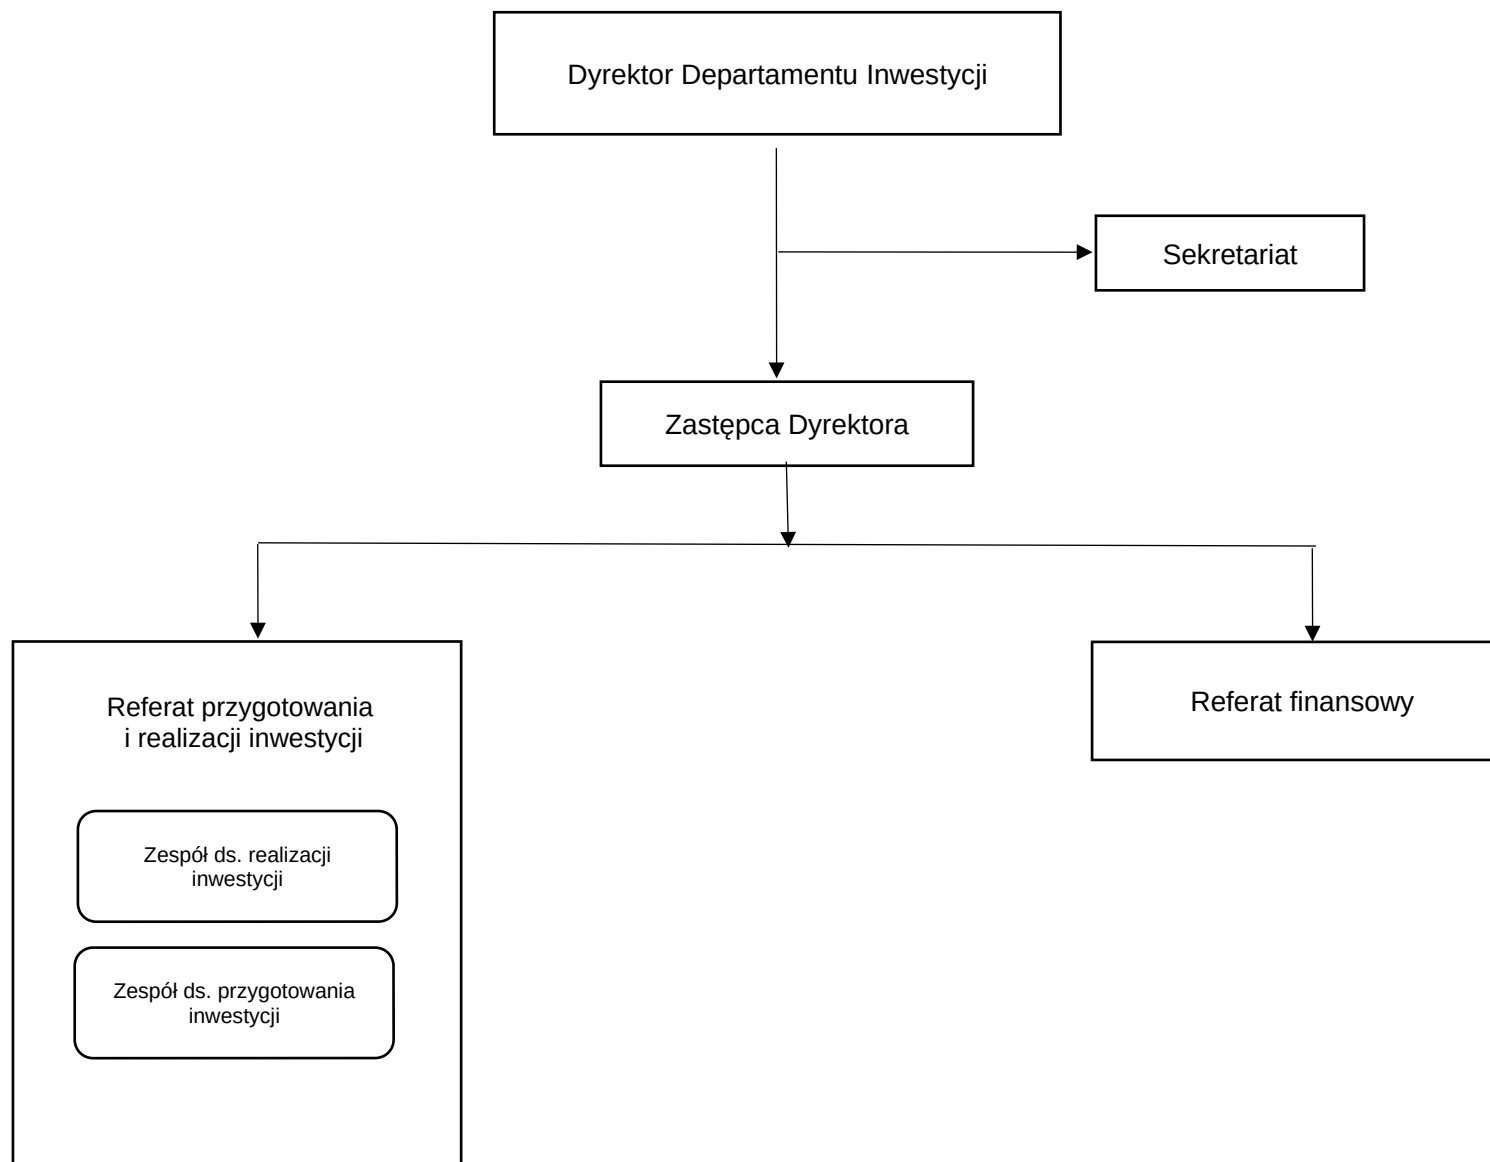 Dyrektor Departamentu Inwestycji
Sekretariat
Zastępca Dyrektora
Referat przygotowania
i realizacji inwestycji
Referat finansowy
Zespół ds. realizacji
inwestycji
Zespół ds. przygotowania
inwestycji